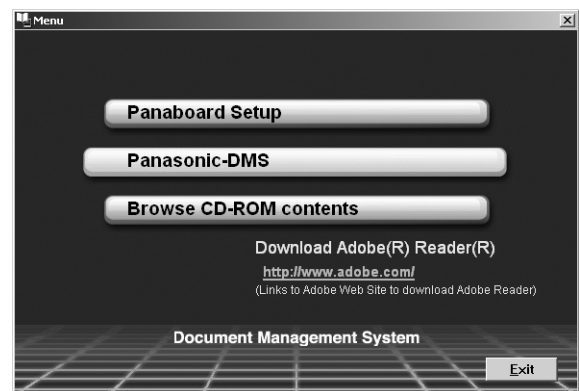 Menu
Panaboard Setup
Panasonic-DMS
Browse CD-ROM contents
Download Adobe(R) Reader(R)
http://www.adobe.com/
(Links to Adobe Web Site to download Adobe Reader)
Document Management System
Exit